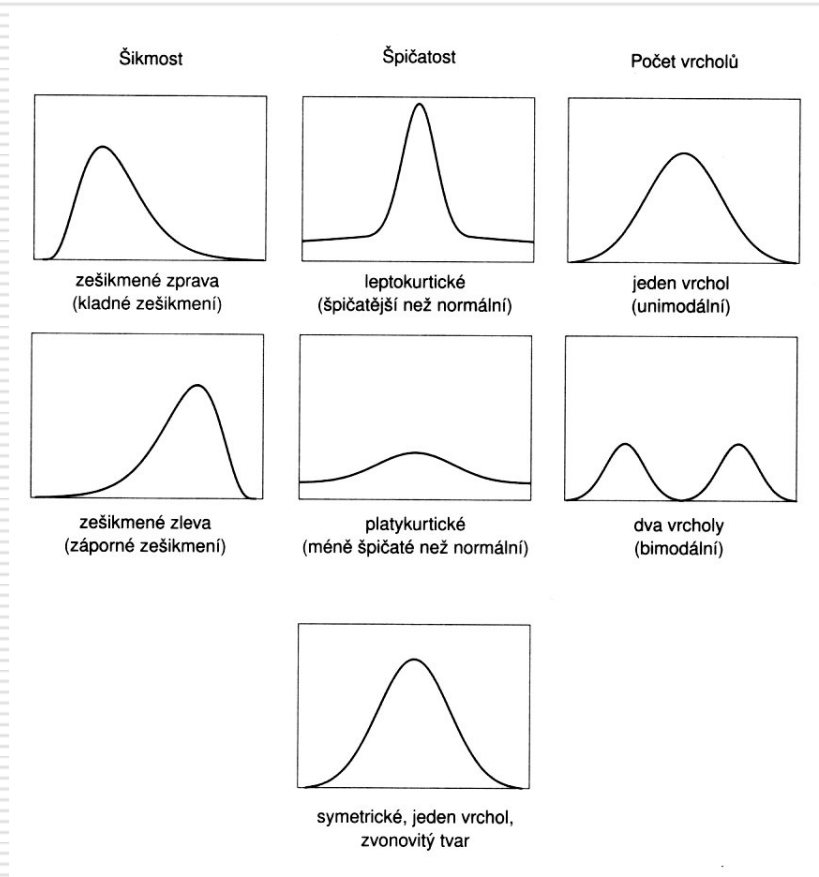 Šikmost
Špičatost
Počet vrcholů
zešikmené zprava
(kladné zešikmení)
leptokurtické
(špičatější než normální)
jeden vrchol
(unimodální)
zešikmené zleva
(záporné zešikmení)
platykurtické
(méně špičaté než normální)
dva vrcholy
(bimodální)
symetrické, jeden vrchol,
zvonovitý tvar